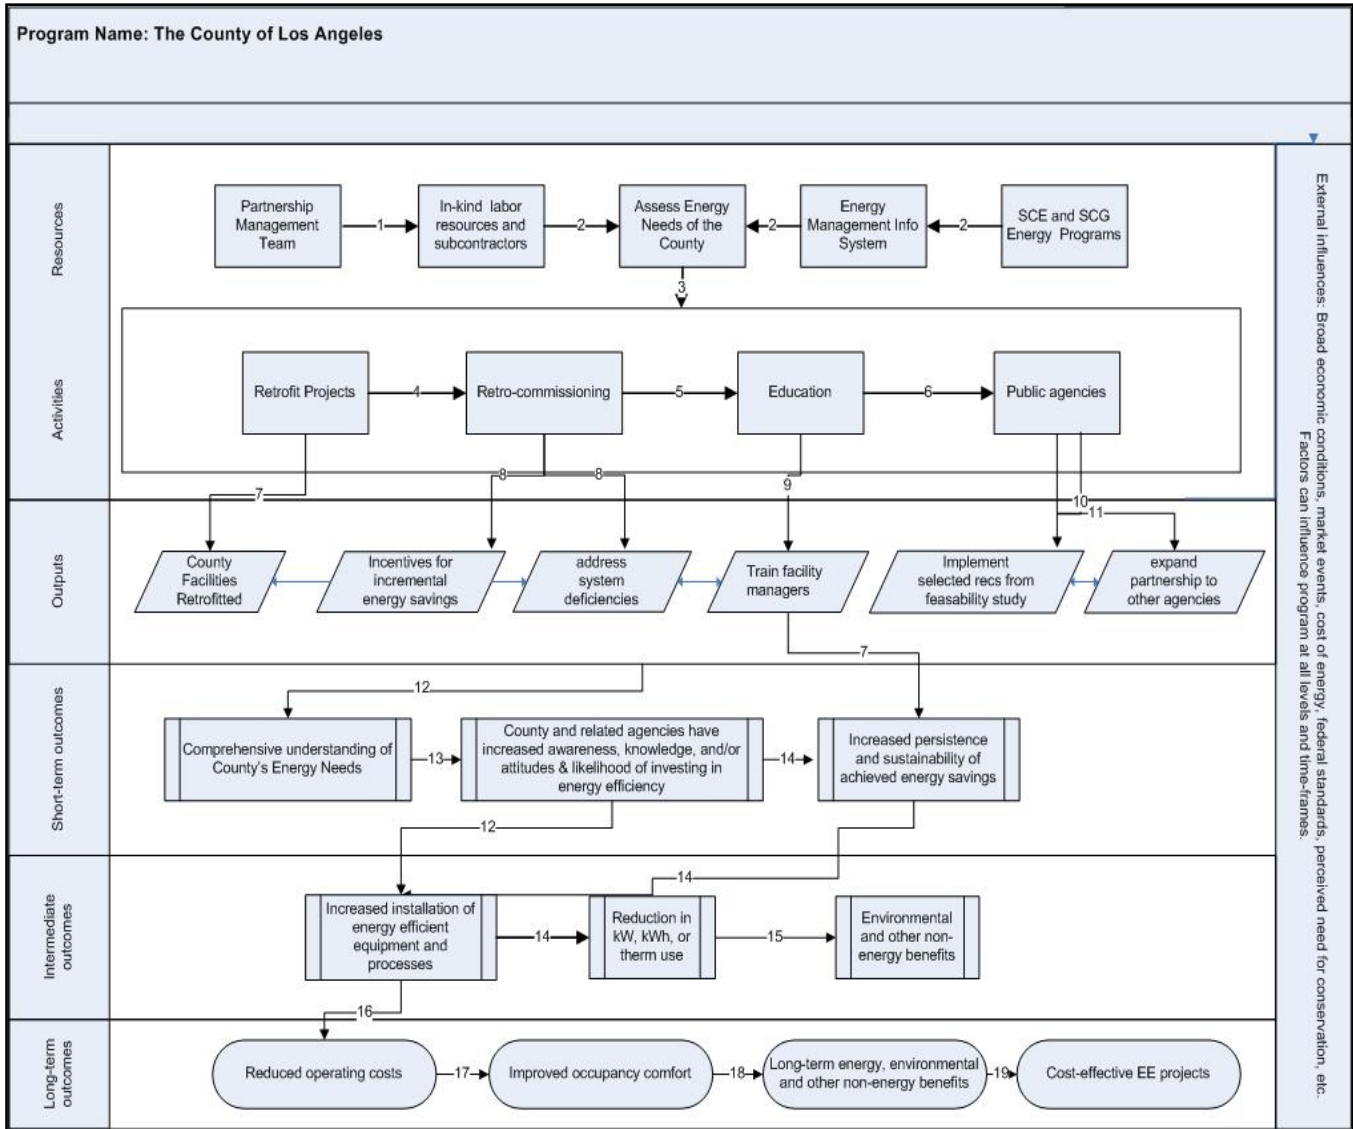 Program Name: The County of Los Angeles
Resources
Partnership
Management
Team
1
In-kind labor
resources and
subcontractors
2
Assess Energy
Needs of the
County
2
Energy
Management Info
System
2
SCE and SCG
Energy Programs
3
Activities
Retrofit Projects
4
Retro-commissioning
5
Education
6
Public agencies
7
8
8
9
10
11
Outputs
County
Facilities
Retrofitted
Incentives for
incremental
energy savings
address
system
deficiencies
Train facility
managers
Implement
selected recs from
feasability study
expand
partnership to
other agencies
7
12
Short-term outcomes
Comprehensive understanding of
County's Energy Needs
13
County and related agencies have
increased awareness, knowledge, and/or
attitudes & likelihood of investing in
energy efficiency
14
Increased persistence
and sustainability of
achieved energy savings
12
14
Intermediate
outcomes
Increased installation of
energy efficient
equipment and
processes
14
Reduction in
kW, kWh, or
therm use
15
Environmental
and other non-
energy benefits
16
Long-term
outcomes
Reduced operating costs
17
Improved occupancy comfort
18
Long-term energy, environmental
and other non-energy benefits
19
Cost-effective EE projects
External influences: Broad economic conditions, market events, cost of energy, federal standards, perceived need for conservation, etc.
Factors can influence program at all levels and time-frames.